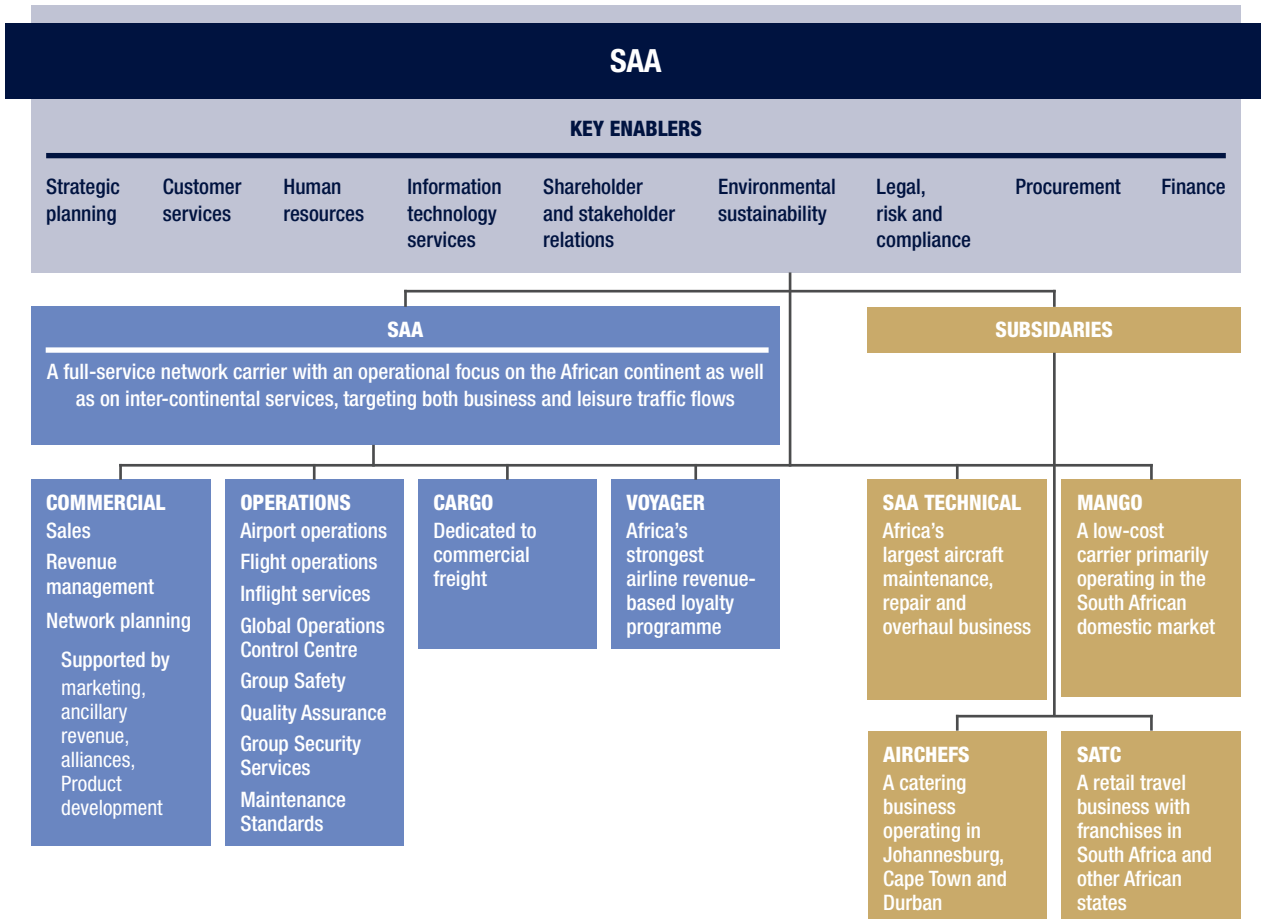 SAA
KEY ENABLERS
Strategic
planning
Customer
services
Human
resources
Information
technology
services
Shareholder
and stakeholder
relations
Environmental
sustainability
Legal,
risk and
compliance
Procurement
Finance
SAA
A full-service network carrier with an operational focus on the African continent as well
as on inter-continental services, targeting both business and leisure traffic flows
SUBSIDARIES
COMMERCIAL
Sales
Revenue
management
Network planning
Supported by
marketing,
ancillary
revenue,
alliances,
Product
development
OPERATIONS
Airport operations
Flight operations
Inflight services
Global Operations
Control Centre
Group Safety
Quality Assurance
Group Security
Services
Maintenance
Standards
CARGO
Dedicated to
commercial
freight
VOYAGER
Africa's
strongest
airline revenue-
based loyalty
programme
SAA TECHNICAL
Africa's
largest aircraft
maintenance,
repair and
overhaul business
MANGO
A low-cost
carrier primarily
operating in the
South African
domestic market
AIRCHEFS
A catering
business
operating in
Johannesburg,
Cape Town and
Durban
SATC
A retail travel
business with
franchises in
South Africa and
other African
states